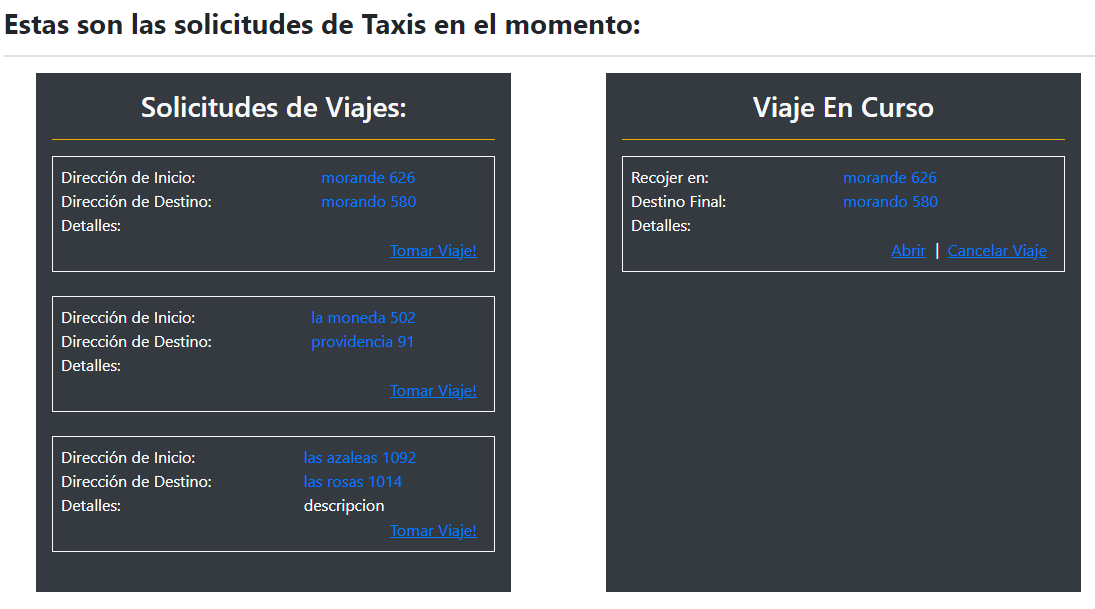 Estas son las solicitudes de Taxis en el momento:
Solicitudes de Viajes:
Dirección de Inicio: morande 626
Dirección de Destino: morando 580
Detalles:
Tomar Viaje!
Dirección de Inicio: la moneda 502
Dirección de Destino: providencia 91
Detalles:
Tomar Viaje!
Dirección de Inicio: las azaleas 1092
Dirección de Destino: las rosas 1014
Detalles: descripcion
Tomar Viaje!
Viaje En Curso
Recojer en: morande 626
Destino Final: morando 580
Detalles:
Abrir | Cancelar Viaje